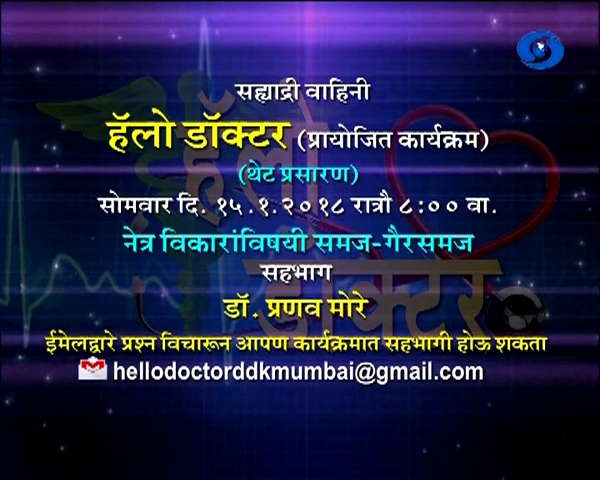 सह्याद्री वाहिनी
हॅलो डॉक्टर (प्रायोजित कार्यक्रम)
(थेट प्रसारण)
सोमवार दि. १५.१.२०१८ रात्रौ ८:०० वा.
नेत्र विकारांविषयी समज-गैरसमज
सहभाग
डॉ. प्रणव मोरे
ईमेलद्वारे प्रश्न विचारून आपण कार्यक्रमात सहभागी होऊ शकता
hellodoctorddkmumbai@gmail.com
हॅलो
डॉक्टर